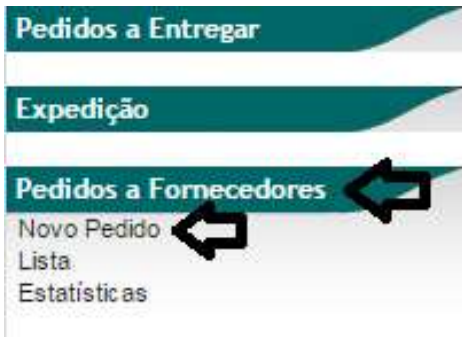 Pedidos a Entregar
Expedição
Pedidos a Fornecedores
Novo Pedido
Lista
Estatísticas